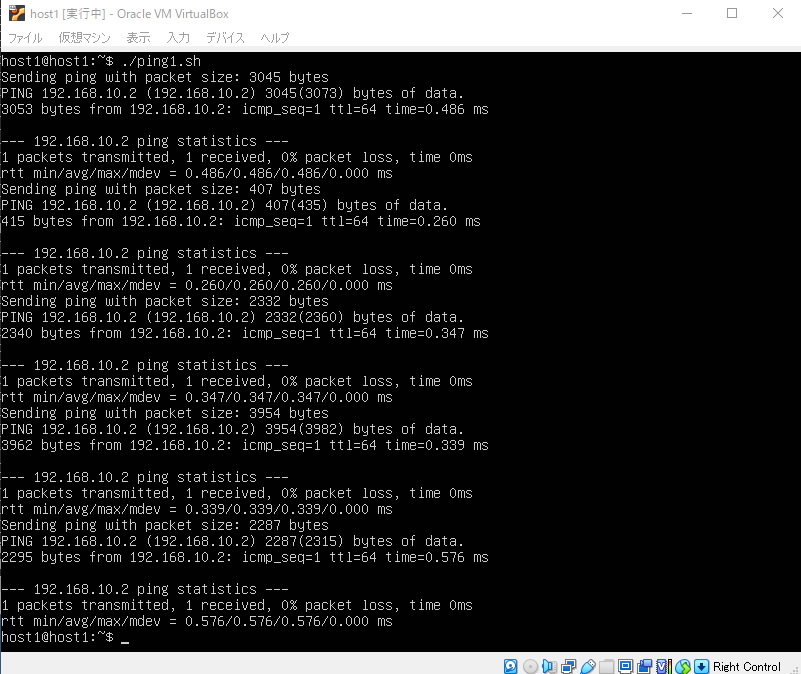 host1 [実行中] - Oracle VM VirtualBox
ファイル 仮想マシン 表示 入力 デバイス ヘルプ
host1@host1:~$ ./ping1.sh
Sending ping with packet size: 3045 bytes
PING 192.168.10.2 (192.168.10.2) 3045(3073) bytes of data.
3053 bytes from 192.168.10.2: icmp_seq=1 ttl=64 time=0.486 ms

--- 192.168.10.2 ping statistics ---
1 packets transmitted, 1 received, 0% packet loss, time 0ms
rtt min/avg/max/mdev = 0.486/0.486/0.486/0.000 ms
Sending ping with packet size: 407 bytes
PING 192.168.10.2 (192.168.10.2) 407(435) bytes of data.
415 bytes from 192.168.10.2: icmp_seq=1 ttl=64 time=0.260 ms

--- 192.168.10.2 ping statistics ---
1 packets transmitted, 1 received, 0% packet loss, time 0ms
rtt min/avg/max/mdev = 0.260/0.260/0.260/0.000 ms
Sending ping with packet size: 2332 bytes
PING 192.168.10.2 (192.168.10.2) 2332(2360) bytes of data.
2340 bytes from 192.168.10.2: icmp_seq=1 ttl=64 time=0.347 ms

--- 192.168.10.2 ping statistics ---
1 packets transmitted, 1 received, 0% packet loss, time 0ms
rtt min/avg/max/mdev = 0.347/0.347/0.347/0.000 ms
Sending ping with packet size: 3954 bytes
PING 192.168.10.2 (192.168.10.2) 3954(3982) bytes of data.
3962 bytes from 192.168.10.2: icmp_seq=1 ttl=64 time=0.339 ms

--- 192.168.10.2 ping statistics ---
1 packets transmitted, 1 received, 0% packet loss, time 0ms
rtt min/avg/max/mdev = 0.339/0.339/0.339/0.000 ms
Sending ping with packet size: 2287 bytes
PING 192.168.10.2 (192.168.10.2) 2287(2315) bytes of data.
2295 bytes from 192.168.10.2: icmp_seq=1 ttl=64 time=0.576 ms

--- 192.168.10.2 ping statistics ---
1 packets transmitted, 1 received, 0% packet loss, time 0ms
rtt min/avg/max/mdev = 0.576/0.576/0.576/0.000 ms
host1@host1:~$ _
Right Control